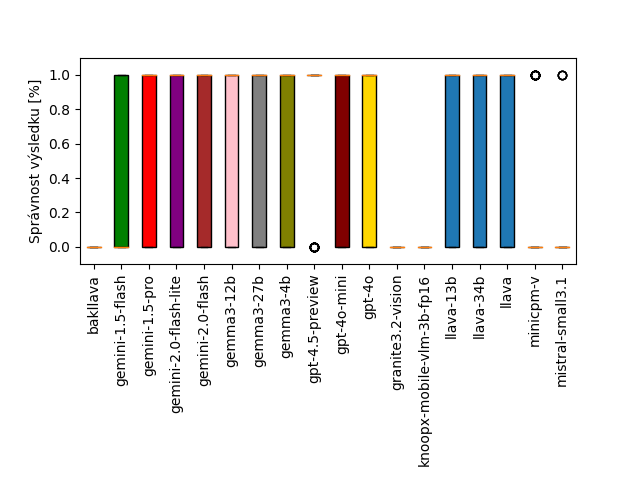 Správnost výsledku [%]
1.0
0.8
0.6
0.4
0.2
0.0
bakllava
gemini-1.5-flash
gemini-1.5-pro
gemini-2.0-flash-lite
gemini-2.0-flash
gemma3-12b
gemma3-27b
gemma3-4b
gpt-4.5-preview
gpt-4o-mini
gpt-4o
granite3.2-vision
knoopx-mobile-vlm-3b-fp16
llava-13b
llava-34b
llava
minicpm-v
mistral-small3.1